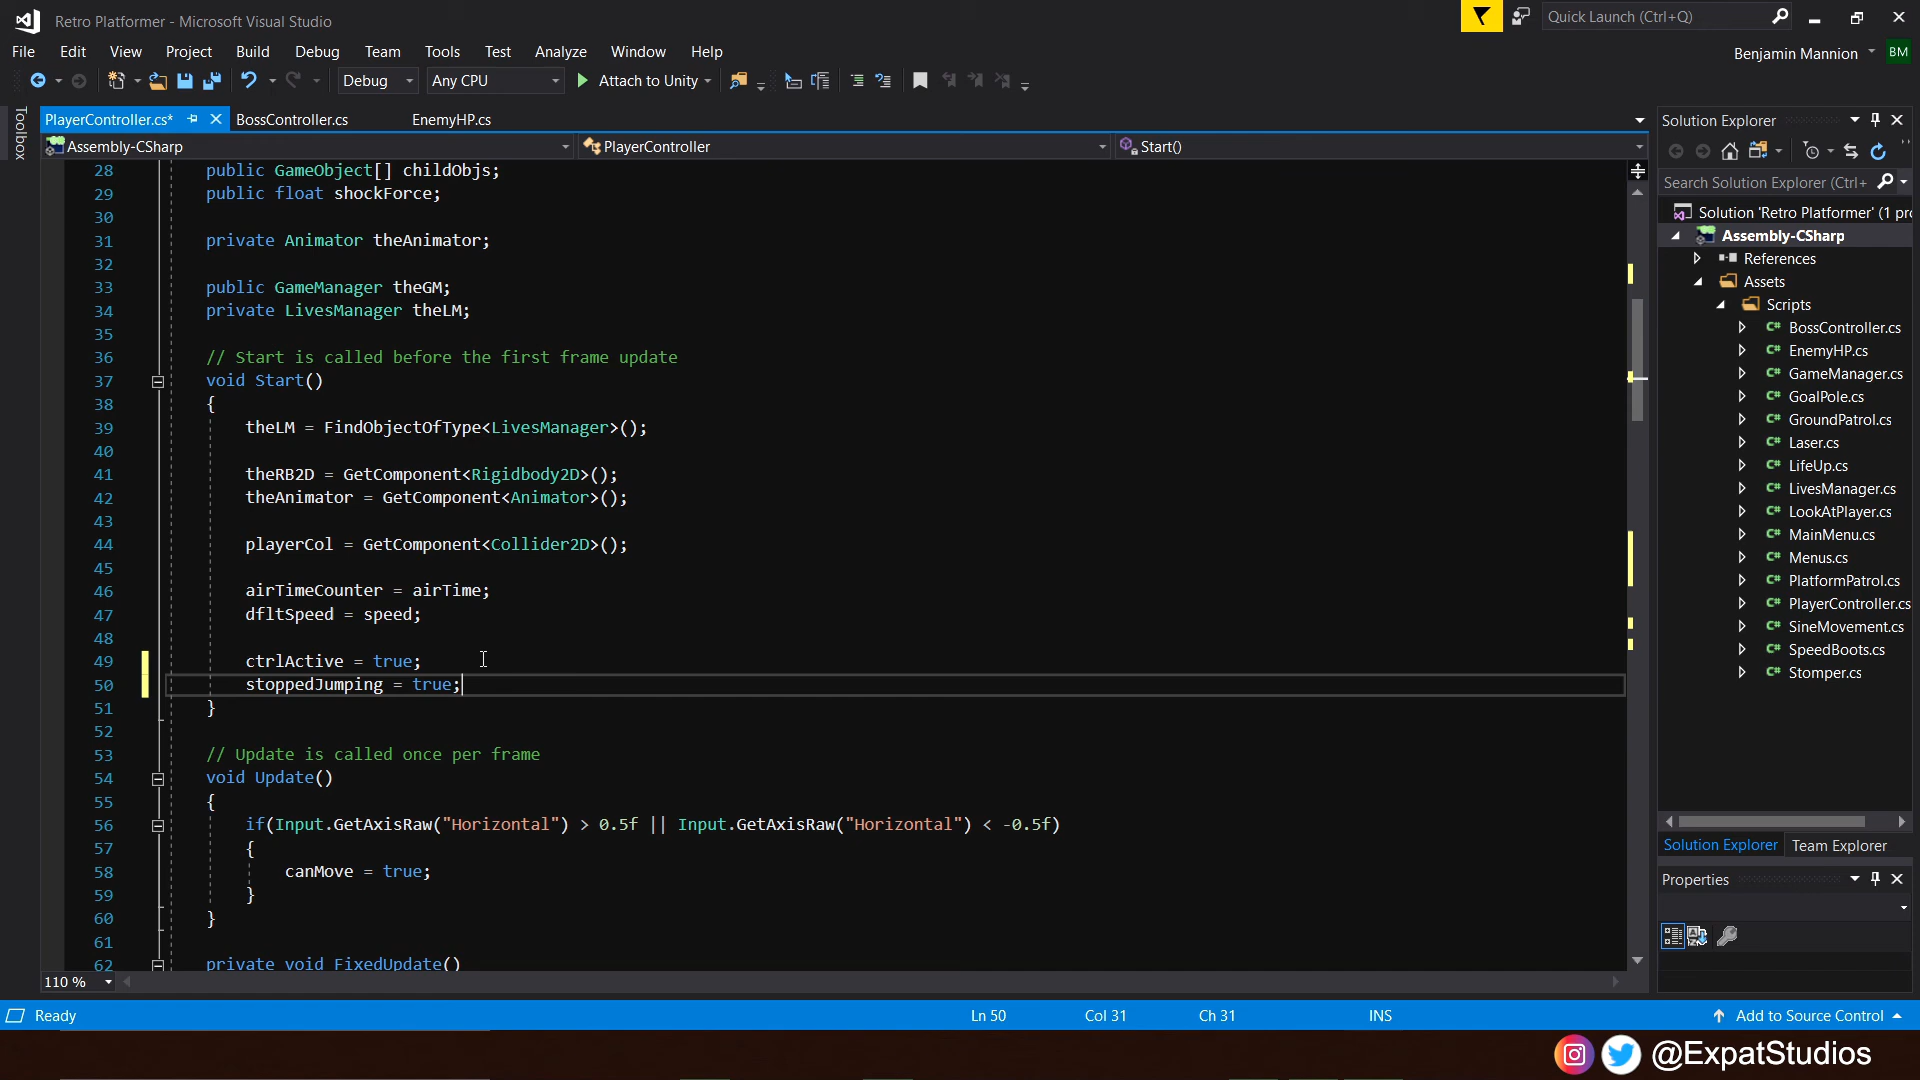 Retro Platformer - Microsoft Visual Studio
Quick Launch (Ctrl+Q)
File Edit View Project Build Debug Team Tools Test Analyze Window Help
Benjamin Mannion BM
Debug Any CPU Attach to Unity
Toolbox
PlayerController.cs* BossController.cs EnemyHP.cs
Assembly-CSharp PlayerController Start()
28 public GameObject[] childObjs;
29 public float shockForce;
30
31 private Animator theAnimator;
32
33 public GameManager theGM;
34 private LivesManager theLM;
35
36 // Start is called before the first frame update
37 void Start()
38 {
39 theLM = FindObjectOfType<LivesManager>();
40
41 theRB2D = GetComponent<Rigidbody2D>();
42 theAnimator = GetComponent<Animator>();
43
44 playerCol = GetComponent<Collider2D>();
45
46 airTimeCounter = airTime;
47 dfltSpeed = speed;
48
49 ctrlActive = true;
50 stoppedJumping = true;
51 }
52
53 // Update is called once per frame
54 void Update()
55 {
56 if(Input.GetAxisRaw("Horizontal") > 0.5f || Input.GetAxisRaw("Horizontal") < -0.5f)
57 {
58 canMove = true;
59 }
60 }
61
62 private void FixedUpdate()
110 %
Solution Explorer
Search Solution Explorer (Ctrl+
Solution 'Retro Platformer' (1 pro
Assembly-CSharp
References
Assets
Scripts
C# BossController.cs
C# EnemyHP.cs
C# GameManager.cs
C# GoalPole.cs
C# GroundPatrol.cs
C# Laser.cs
C# LifeUp.cs
C# LivesManager.cs
C# LookAtPlayer.cs
C# MainMenu.cs
C# Menus.cs
C# PlatformPatrol.cs
C# PlayerController.cs
C# SineMovement.cs
C# SpeedBoots.cs
C# Stomper.cs
Solution Explorer Team Explorer
Properties
Ready Ln 50 Col 31 Ch 31 INS Add to Source Control
@ExpatStudios